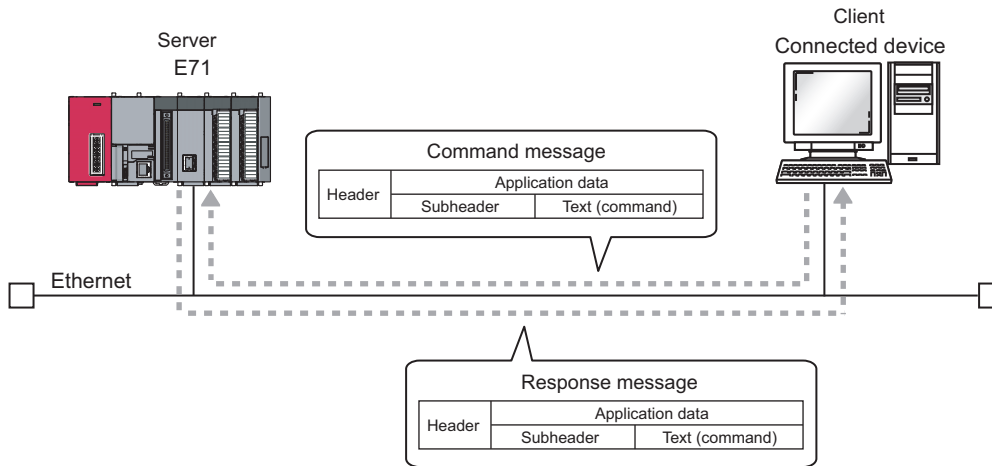 Server
E71
Client
Connected device
Command message
Header
Application data
Subheader
Text (command)
Ethernet
Response message
Header
Application data
Subheader
Text (command)